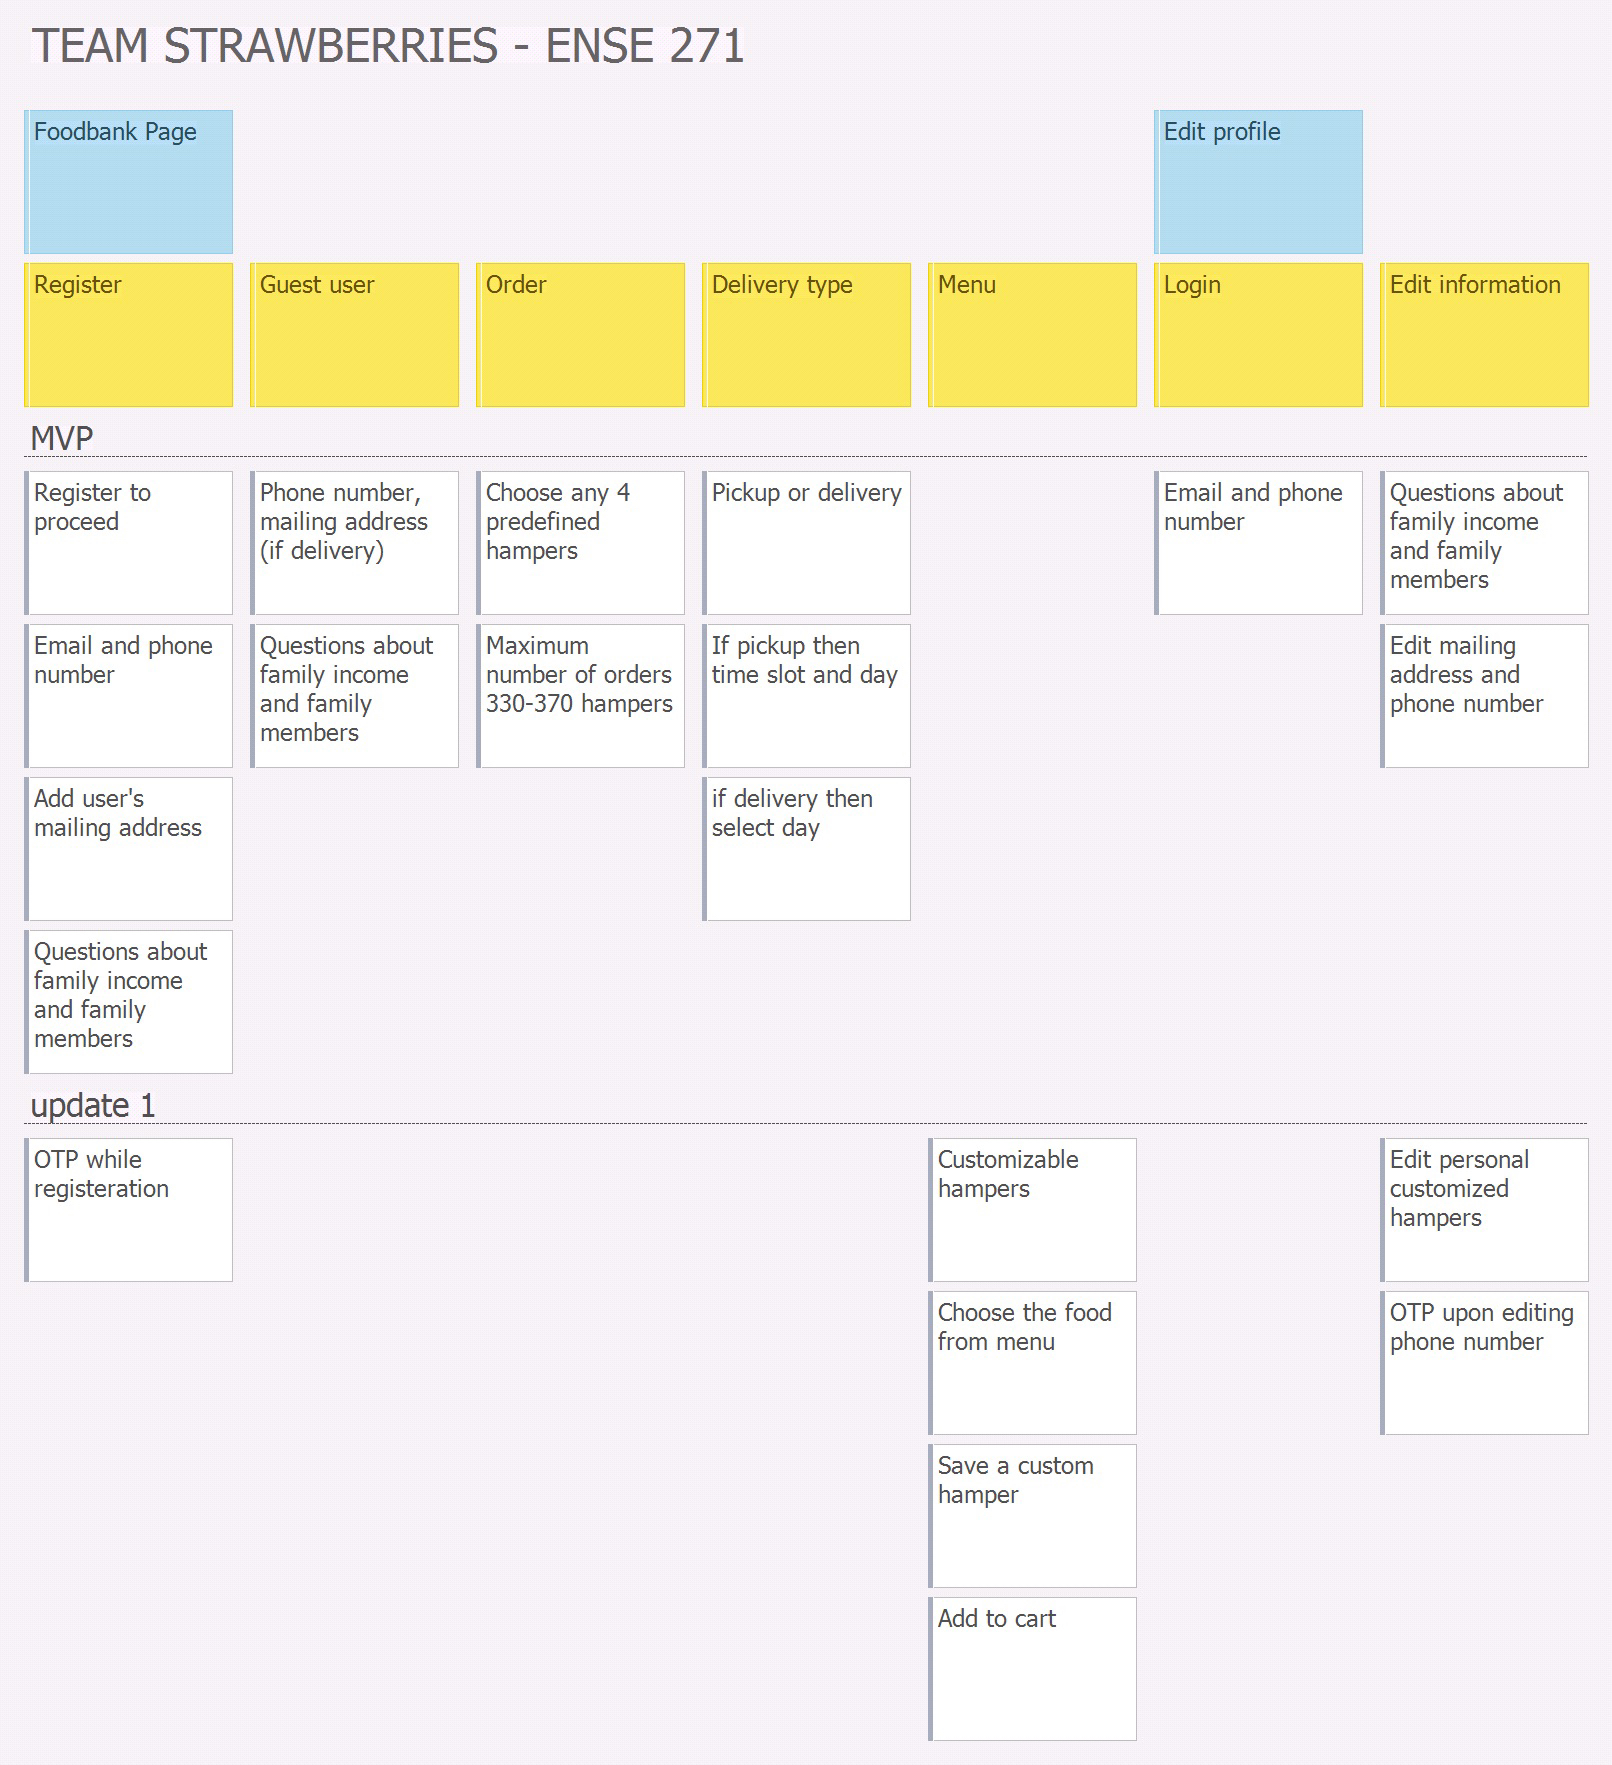 TEAM STRAWBERRIES - ENSE 271
Foodbank Page
Edit profile
Register
Guest user
Order
Delivery type
Menu
Login
Edit information
MVP
Register to
proceed
Phone number,
mailing address
(if delivery)
Choose any 4
predefined
hampers
Pickup or delivery
Email and phone
number
Questions about
family income
and family
members
Email and phone
number
Questions about
family income
and family
members
Maximum
number of orders
330-370 hampers
If pickup then
time slot and day
Edit mailing
address and
phone number
Add user's
mailing address
if delivery then
select day
Questions about
family income
and family
members
update 1
OTP while
registeration
Customizable
hampers
Edit personal
customized
hampers
Choose the food
from menu
OTP upon editing
phone number
Save a custom
hamper
Add to cart